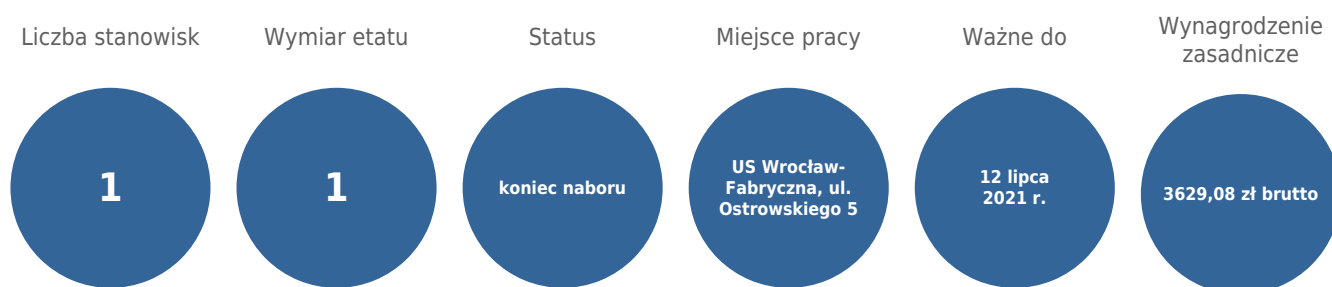 Liczba stanowisk
1
Wymiar etatu
1
Status
koniec naboru
Miejsce pracy
US Wrocław-
Fabryczna, ul.
Ostrowskiego 5
Ważne do
12 lipca
2021 r.
Wynagrodzenie
zasadnicze
3629,08 zł brutto